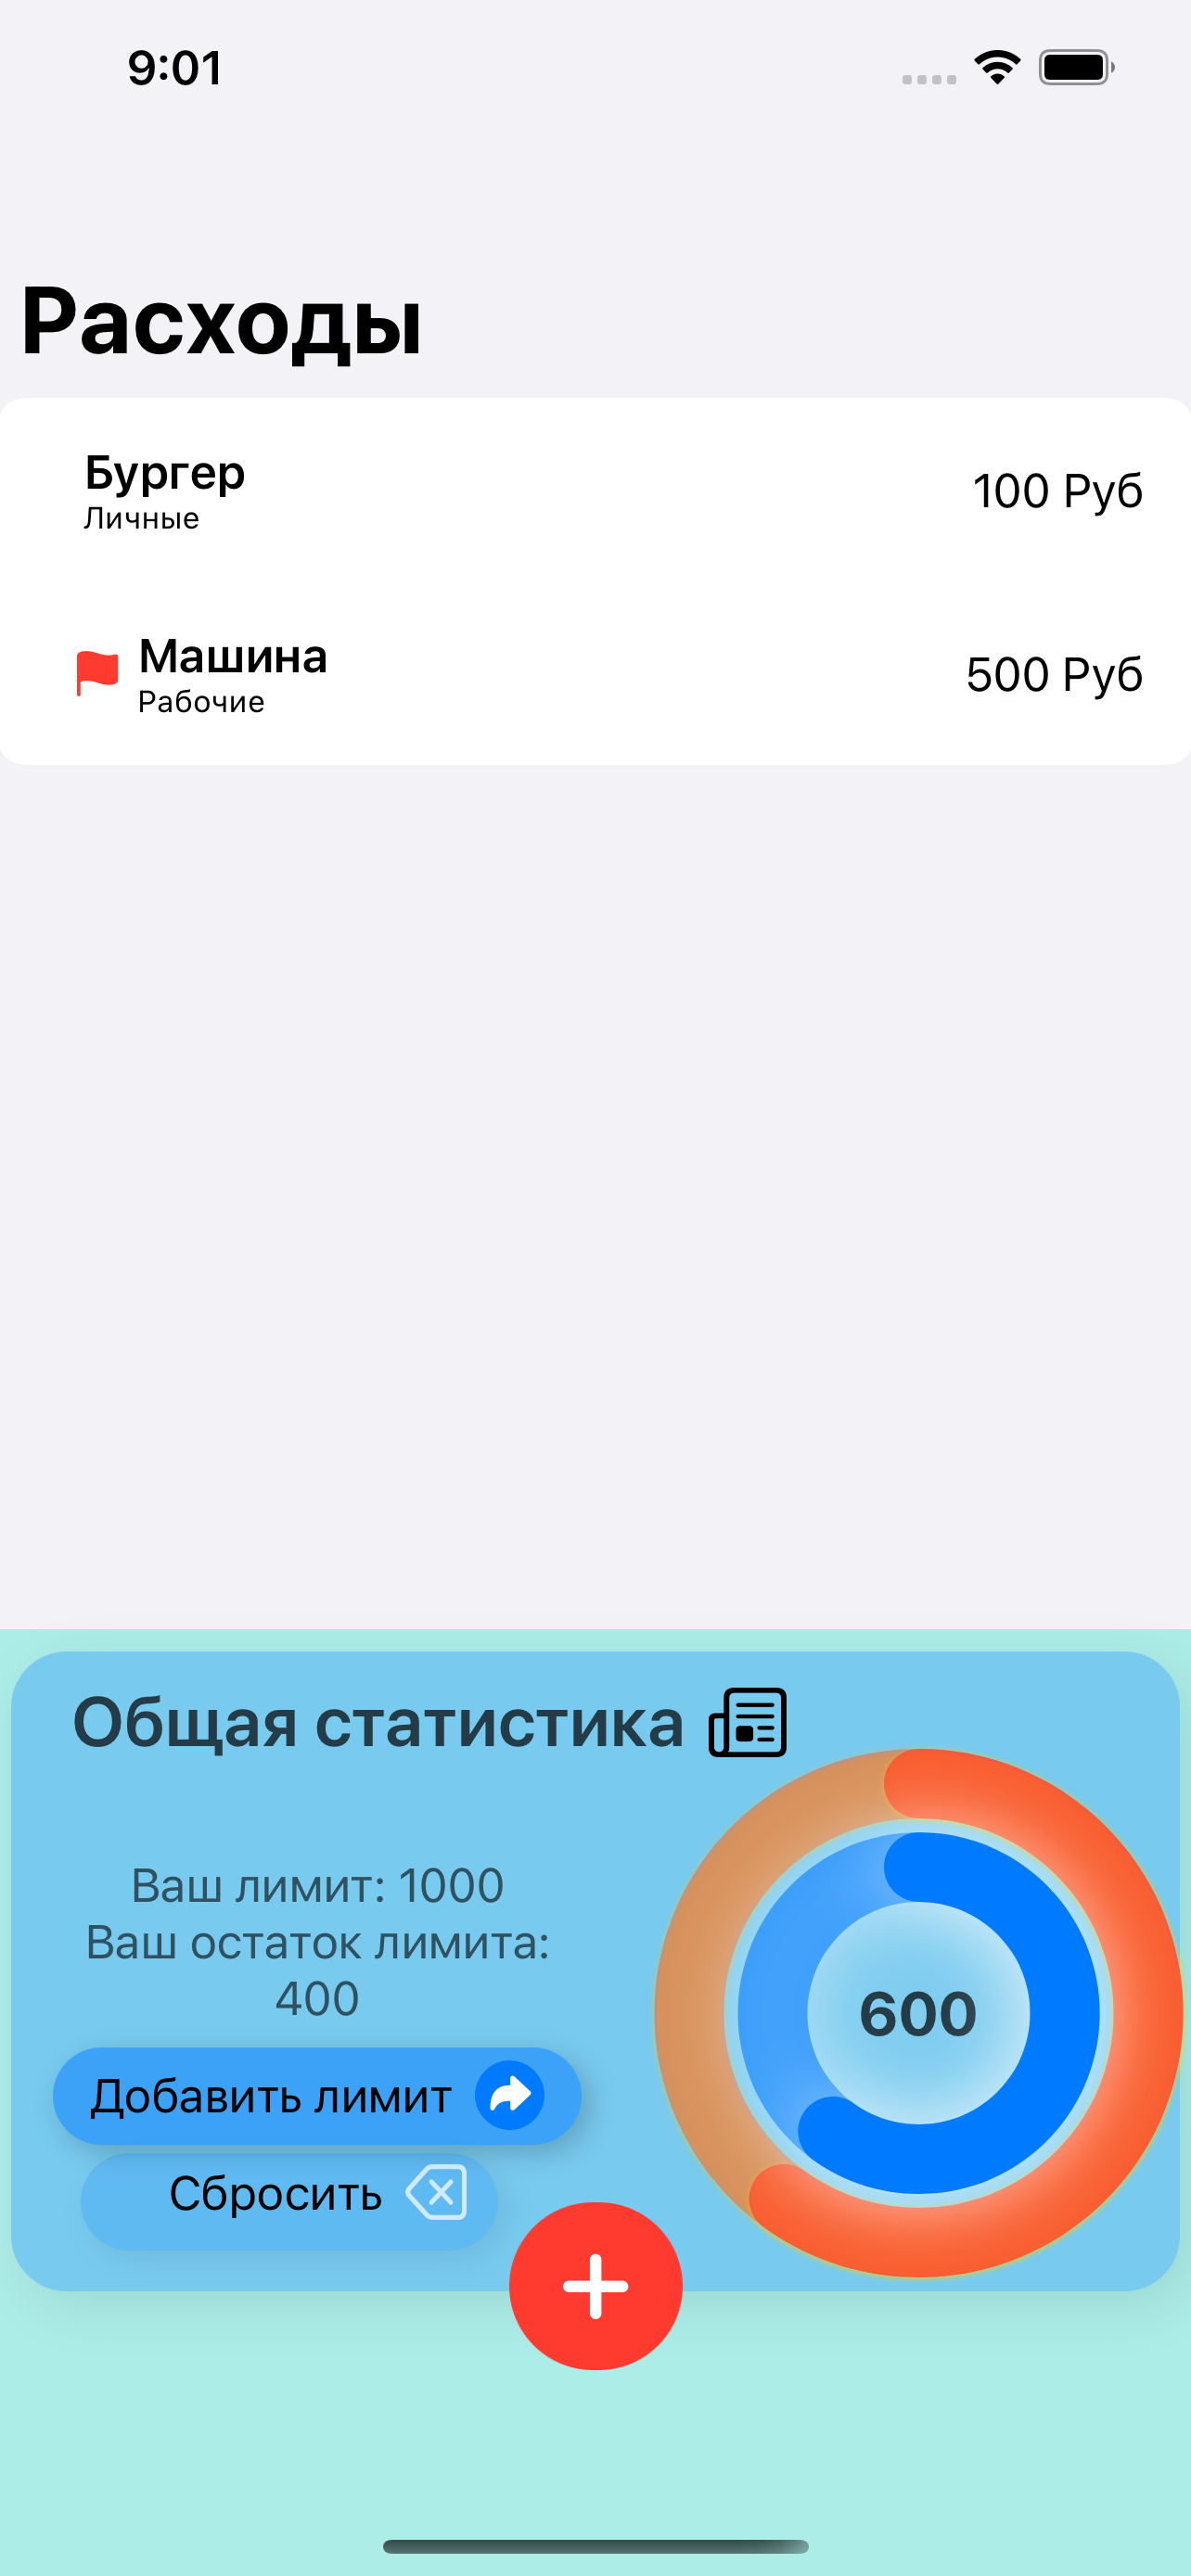 9:01
Расходы
Бургер
Личные
100 Руб
Машина
Рабочие
500 Руб
Общая статистика
Ваш лимит: 1000
Ваш остаток лимита:
400
600
Добавить лимит
Сбросить